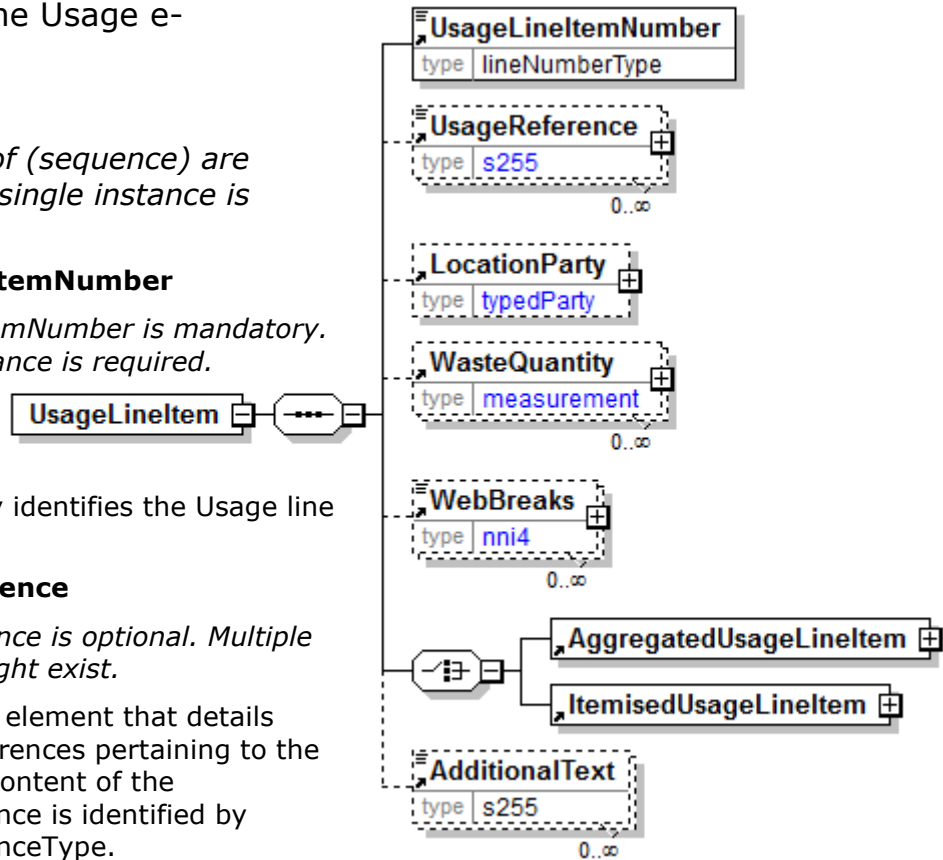 ne Usage e-
of (sequence) are
single instance is
temNumber
emNumber is mandatory.
ance is required.
y identifies the Usage line
ence
nce is optional. Multiple
ght exist.
element that details
rences pertaining to the
ontent of the
nce is identified by
nceType.
UsageLineItem
UsageLineItemNumber
type lineNumberType
UsageReference
type s255
0..∞
LocationParty
type typedParty
WasteQuantity
type measurement
0..∞
WebBreaks
type nni4
0..∞
AggregatedUsageLineItem
ItemisedUsageLineItem
AdditionalText
type s255
0..∞